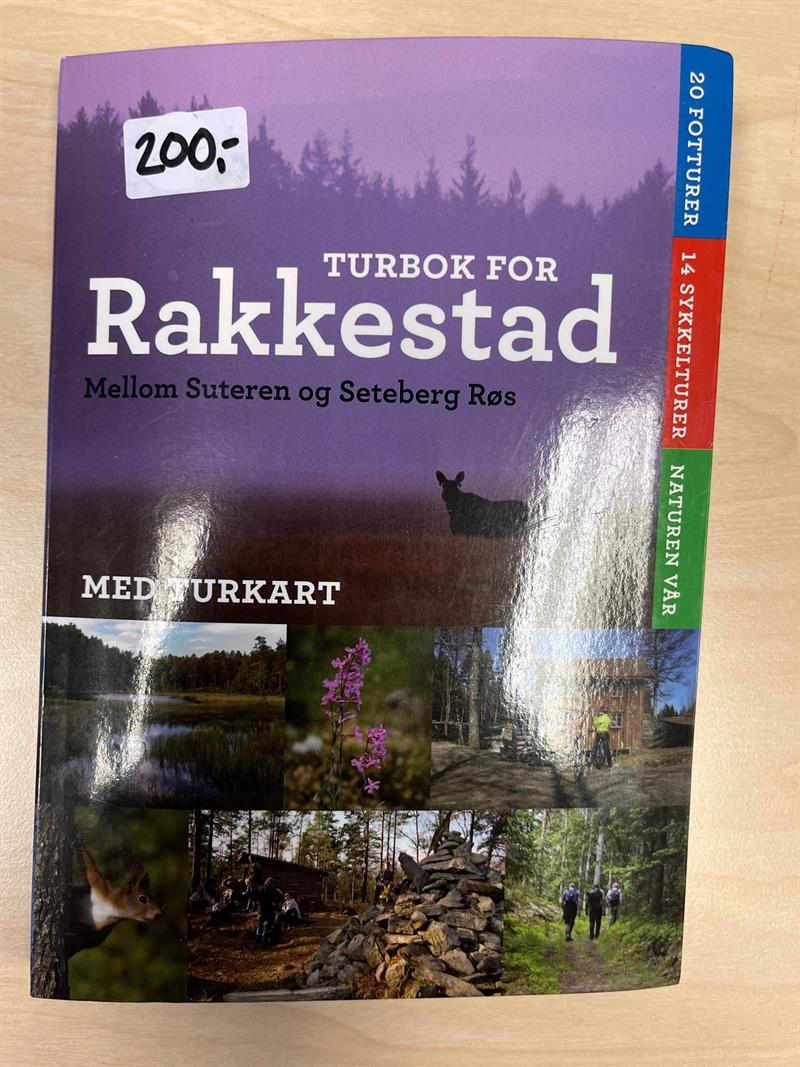 200,-
TURBOK FOR
Rakkestad
Mellom Suteren og Seteberg Røs
MED TURKART
20 FOTTURER
14 SYKKELTURER
NATUREN VÅR